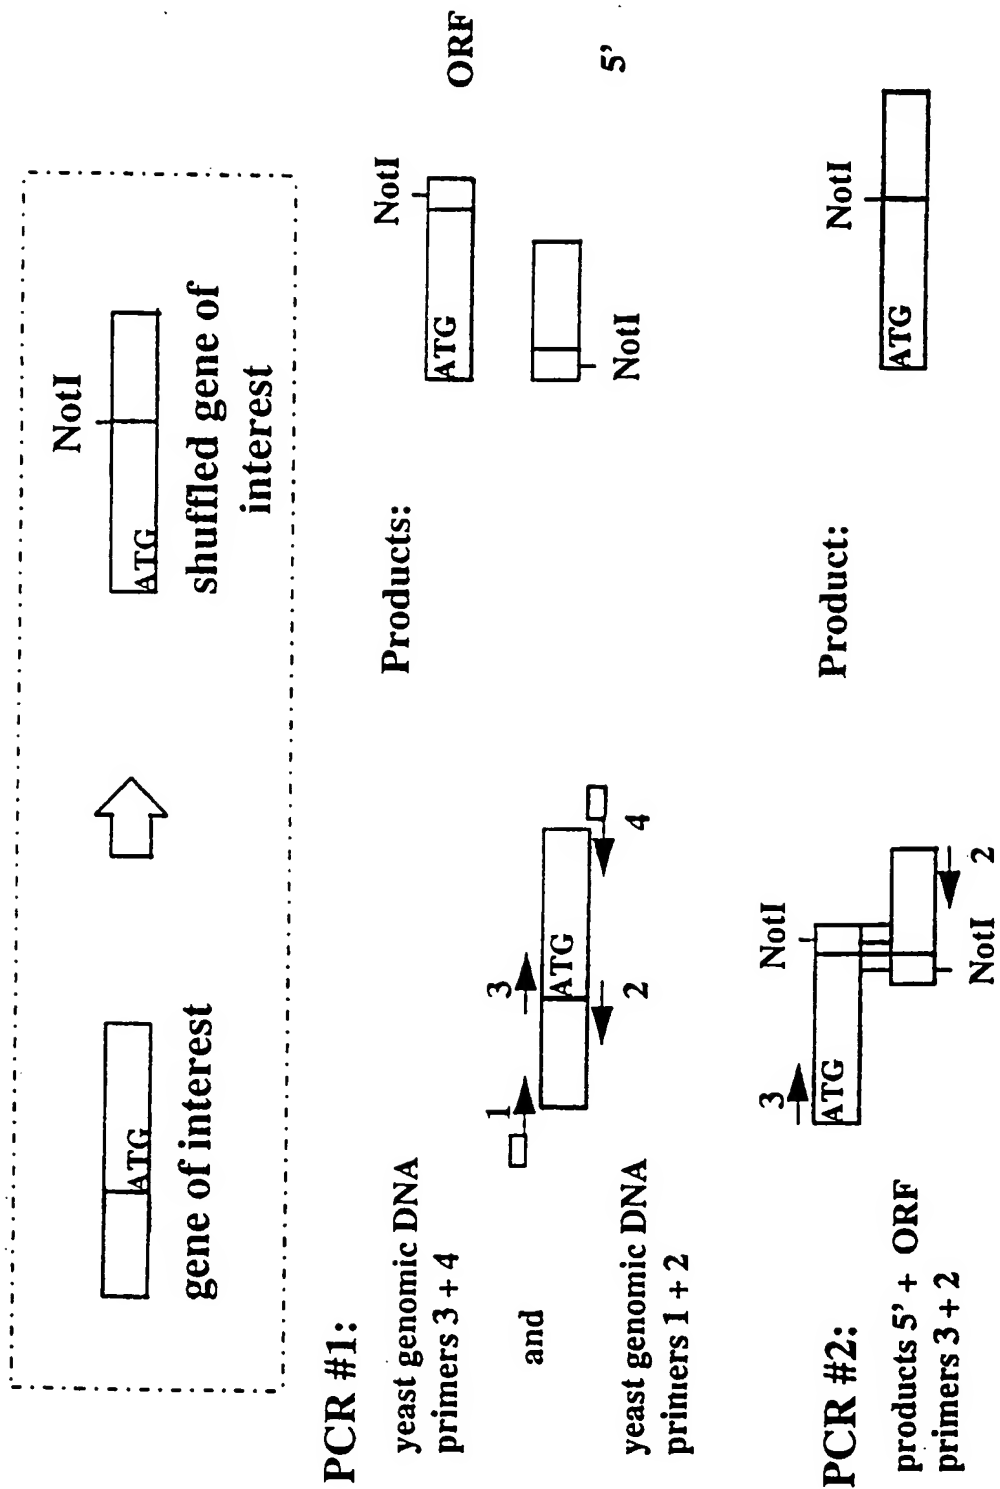 NotI
ATG
ATG
gene of interest
shuffled gene of
interest
PCR #1:
yeast genomic DNA
primers 3 + 4
and
yeast genomic DNA
primers 1 + 2
1
3
ATG
2
4
Products:
NotI
ATG
ORF
NotI
5'
PCR #2:
products 5' + ORF
primers 3 + 2
3
NotI
ATG
NotI
2
Product:
NotI
ATG